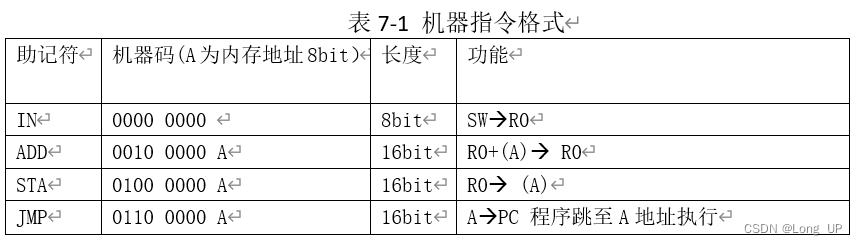 表 7-1 机器指令格式↵
助记符↵ 机器码(A为内存地址8bit)↵ 长度↵ 功能↵
IN↵ 0000 0000 ↵ 8bit↵ SW→R0↵
ADD↵ 0010 0000 A↵ 16bit↵ R0+(A)→ R0↵
STA↵ 0100 0000 A↵ 16bit↵ R0→ (A)↵
JMP↵ 0110 0000 A↵ 16bit↵ A→PC 程序跳至A地址执行↵
CSDN @Long_UP